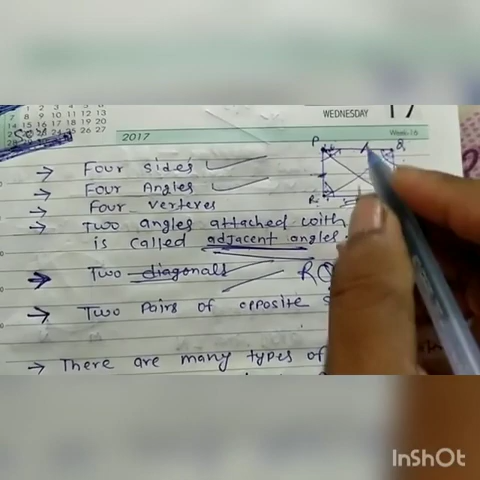 WEDNESDAY 17
2017 Week-16
P Q
R
→ Four sides
→ Four Angles
→ Four vertexes
→ Two angles attached with
is called adjacent angles.
→ Two diagonals
→ Two Pairs of opposite
→ There are many types of
InShOt